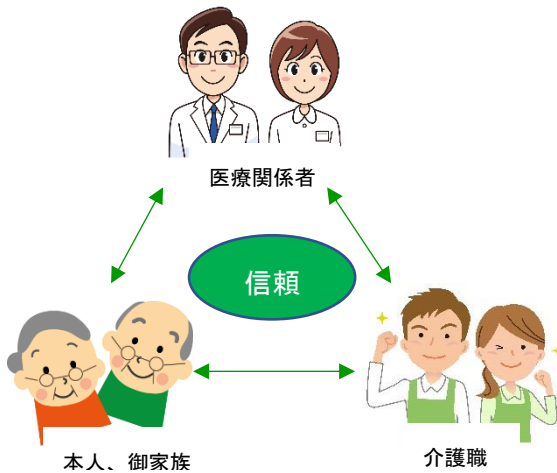 医療関係者
信頼
本人、御家族
介護職